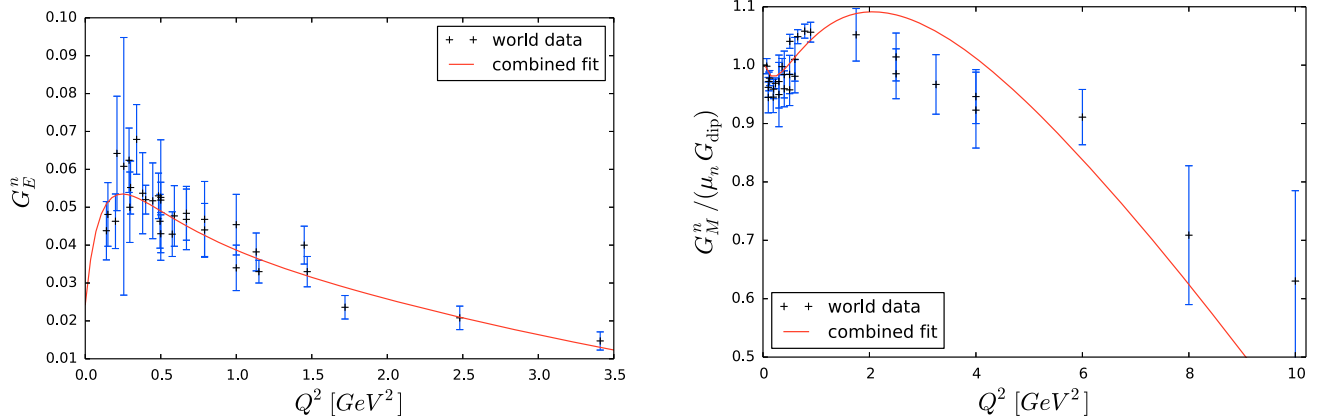 0.10
0.09
0.08
0.07
0.06
0.05
0.04
0.03
0.02
0.01
G_E^n
world data
combined fit
0.0 0.5 1.0 1.5 2.0 2.5 3.0 3.5
Q^2 [GeV^2]
1.1
1.0
0.9
0.8
0.7
0.6
0.5
G_M^n/(μ_n G_dip)
world data
combined fit
0 2 4 6 8 10
Q^2 [GeV^2]